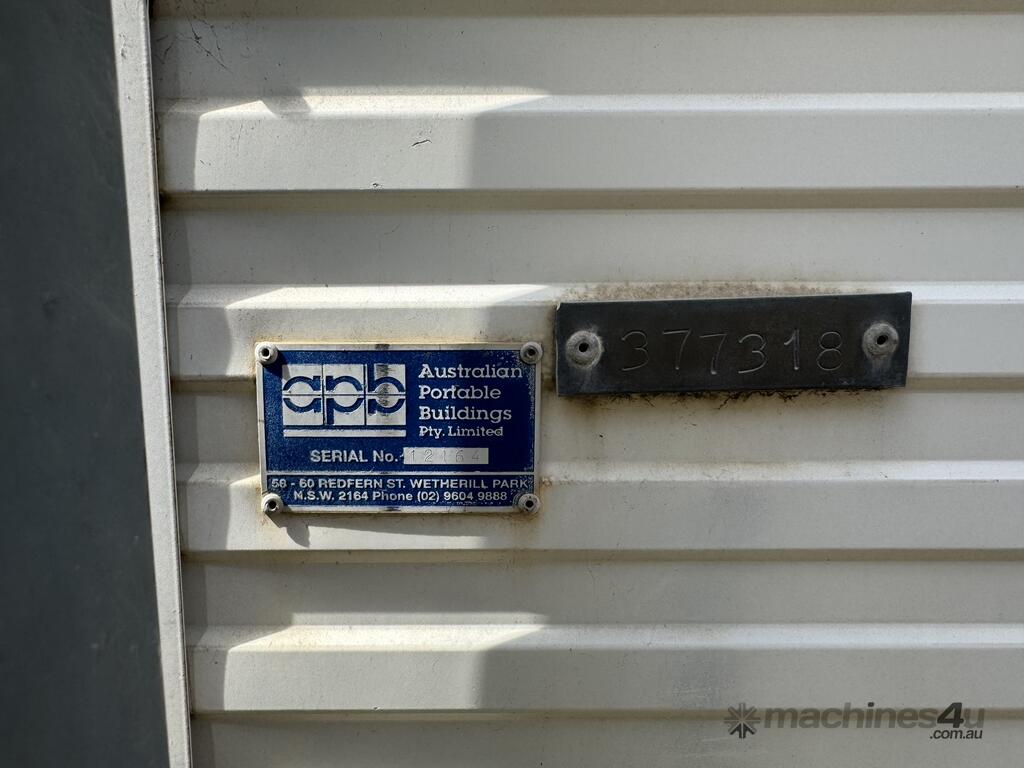 apb
Australian
Portable
Buildings
Pty. Limited
SERIAL No. 12164
58 - 60 REDFERN ST. WETHERILL PARK
N.S.W. 2164 Phone (02) 9604 9888
377318
machines4u
.com.au